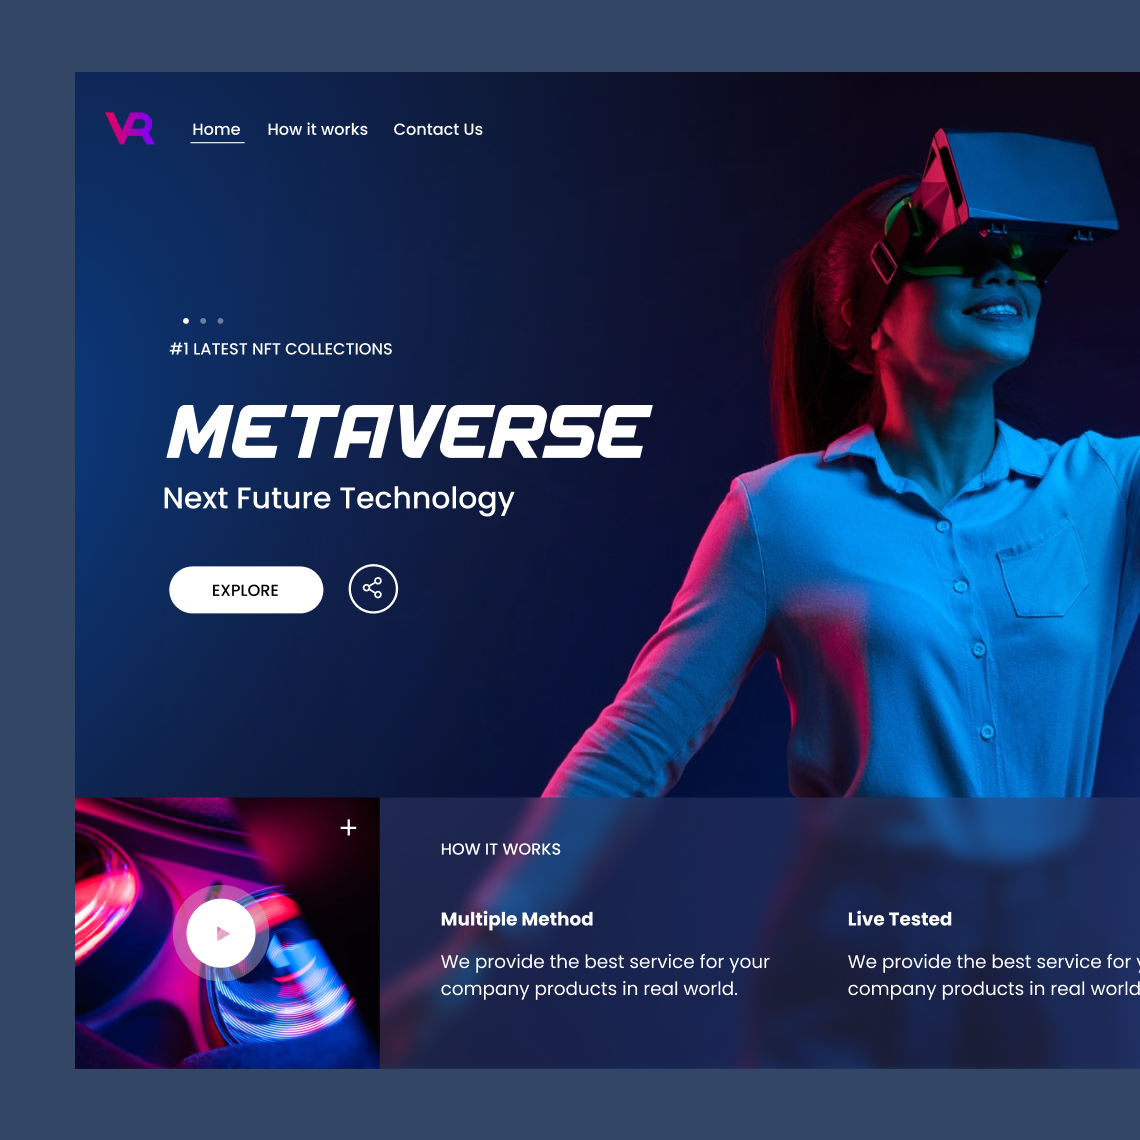 VR
Home How it works Contact Us
#1 LATEST NFT COLLECTIONS
METAVERSE
Next Future Technology
EXPLORE
HOW IT WORKS
Multiple Method
We provide the best service for your
company products in real world.
Live Tested
We provide the best service for
company products in real world